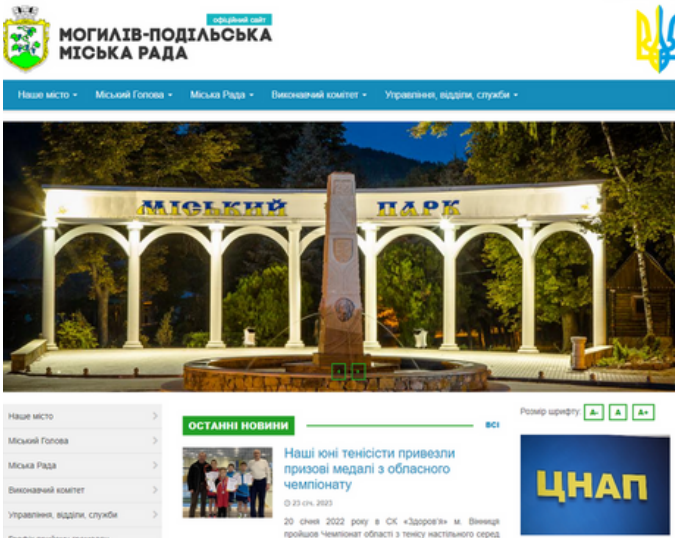 офіційний сайт
МОГИЛІВ-ПОДІЛЬСЬКА
МІСЬКА РАДА
Наше місто
Міський Голова
Міська Рада
Виконавчий комітет
Управління, відділи, служби
МІСЬКИЙ ПАРК
Наше місто
Міський Голова
Міська Рада
Виконавчий комітет
Управління, відділи, служби
ОСТАННІ НОВИНИ
ВСІ
Наші юні тенісисти привезли
призові медалі з обласного
чемпіонату
23 січ, 2023
20 січня 2022 року в СК «Здоров'я» м. Вінниця
пройшов Чемпіонат області з тенісу настільного серед
Розмір шрифту: A- A A+
ЦНАП